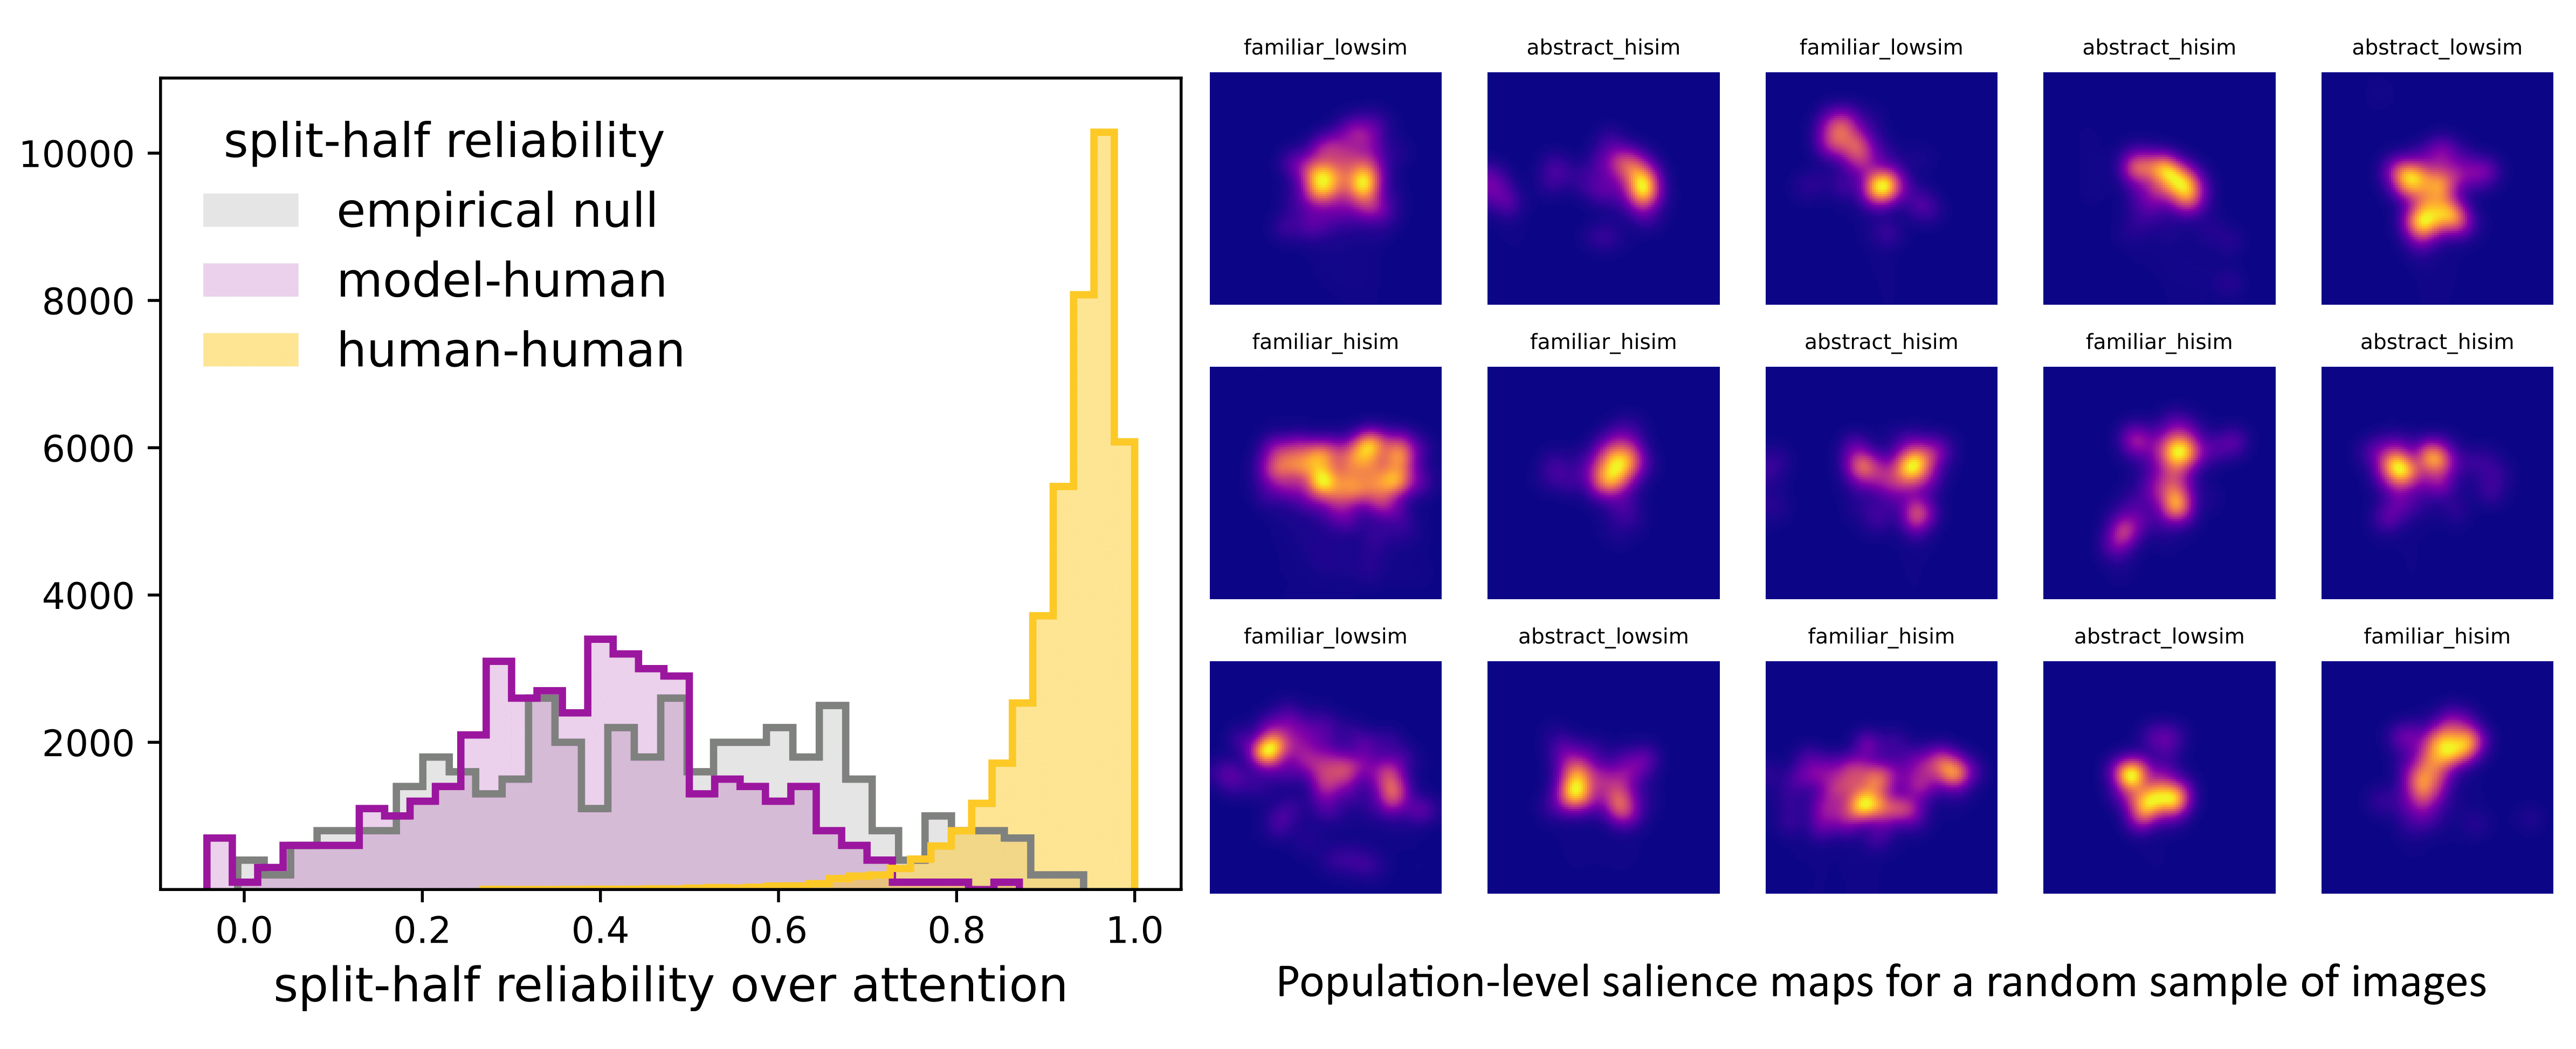 split-half reliability
empirical null
model-human
human-human
10000
8000
6000
4000
2000
0.0 0.2 0.4 0.6 0.8 1.0
split-half reliability over attention
familiar_lowsim abstract_hisim familiar_lowsim abstract_hisim abstract_lowsim
familiar_hisim familiar_hisim abstract_hisim familiar_hisim abstract_hisim
familiar_lowsim abstract_lowsim familiar_hisim abstract_lowsim familiar_hisim
Population-level salience maps for a random sample of images